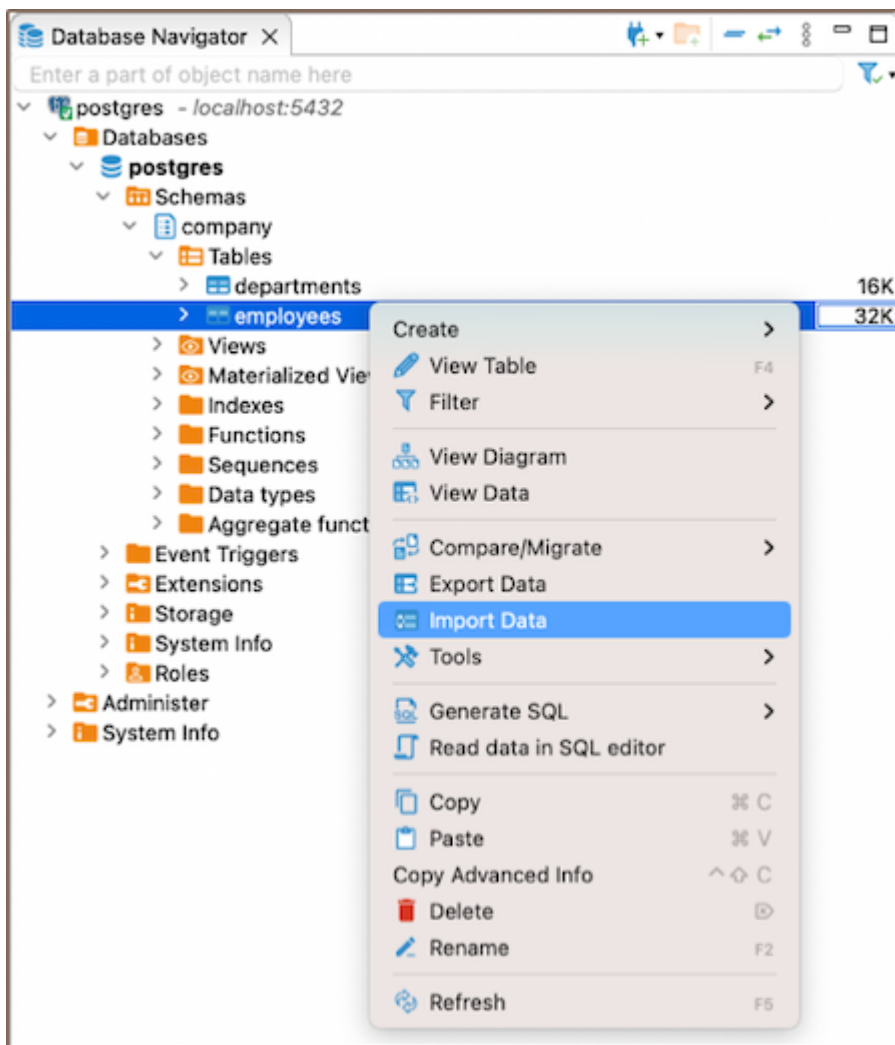 Database Navigator
Enter a part of object name here
postgres - localhost:5432
Databases
postgres
Schemas
company
Tables
departments 16K
employees 32K
Views
Materialized Vie
Indexes
Functions
Sequences
Data types
Aggregate funct
Event Triggers
Extensions
Storage
System Info
Roles
Administer
System Info
Create
View Table F4
Filter
View Diagram
View Data
Compare/Migrate
Export Data
Import Data
Tools
Generate SQL
Read data in SQL editor
Copy ⌘ C
Paste ⌘ V
Copy Advanced Info ^ ⇧ C
Delete ⌦
Rename F2
Refresh F5